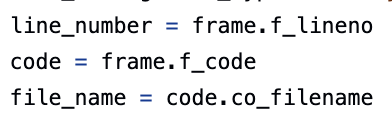 line_number = frame.f_lineno
code = frame.f_code
file_name = code.co_filename